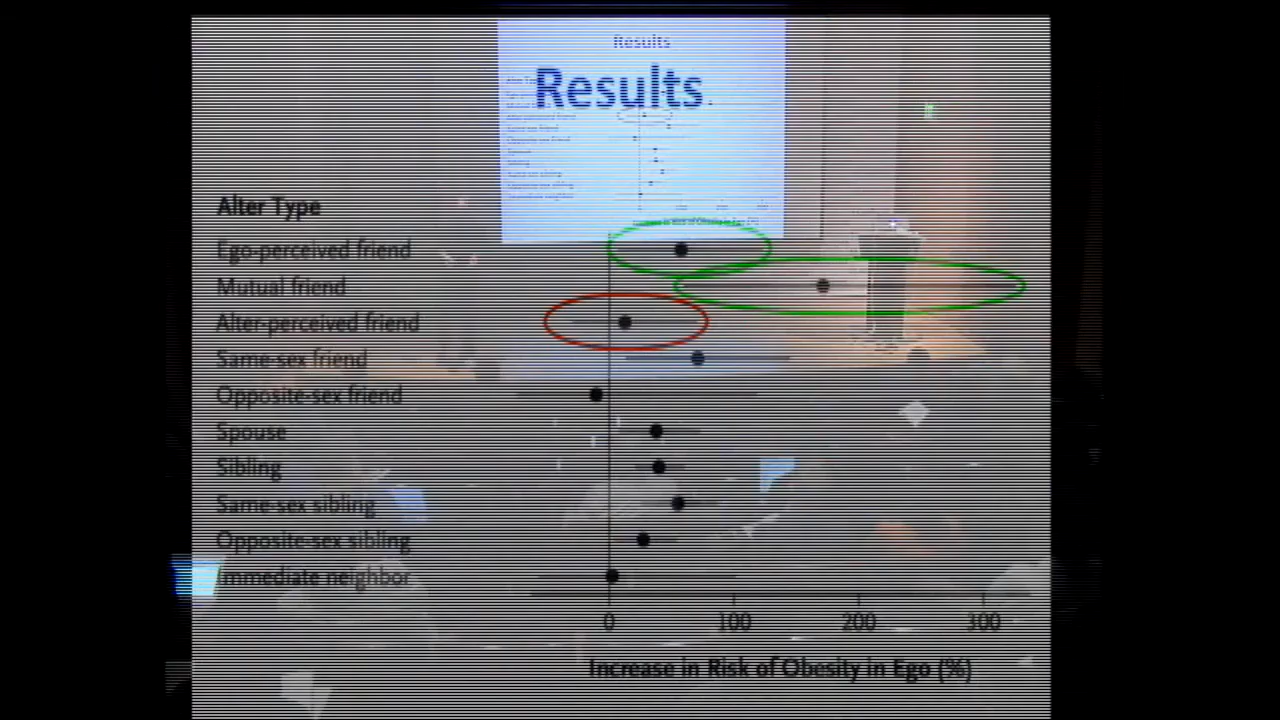 Results
Results
Alter Type
Ego-perceived friend
Mutual friend
Alter-perceived friend
Same-sex friend
Opposite-sex friend
Spouse
Sibling
Same-sex sibling
Opposite-sex sibling
Immediate neighbor
0 100 200 300
Increase in Risk of Obesity in Ego (%)